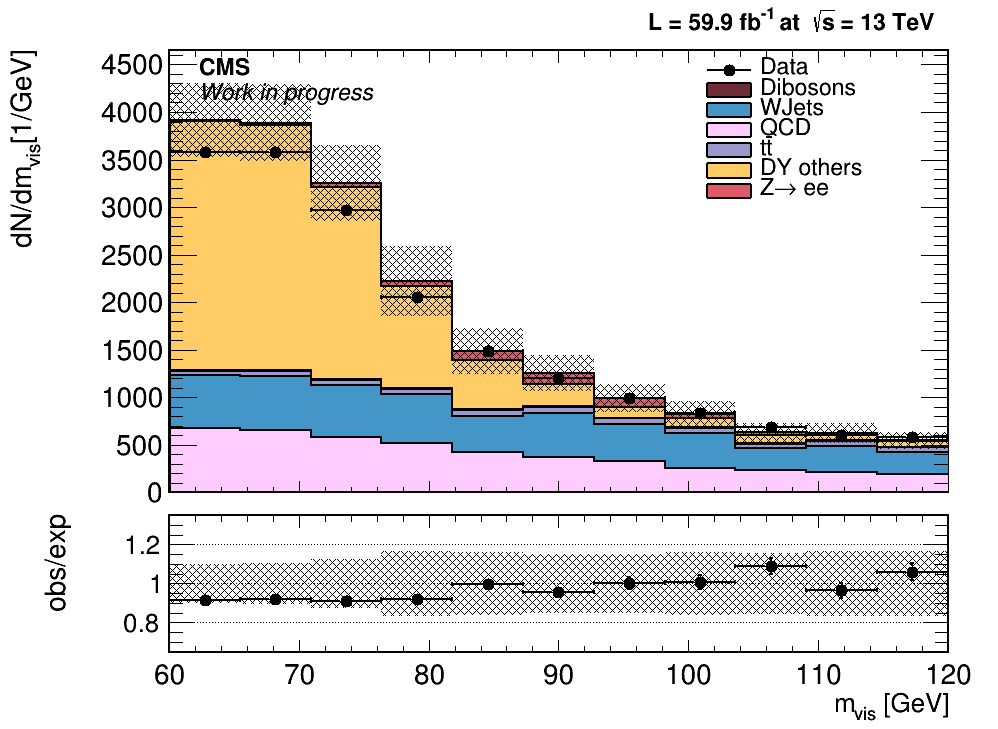 L = 59.9 fb⁻¹ at √s = 13 TeV
dN/dm_vis[1/GeV]
CMS
Work in progress
Data
Dibosons
WJets
QCD
tt̄
DY others
Z→ ee
4500
4000
3500
3000
2500
2000
1500
1000
500
0
obs/exp
1.2
1
0.8
60 70 80 90 100 110 120
m_vis [GeV]